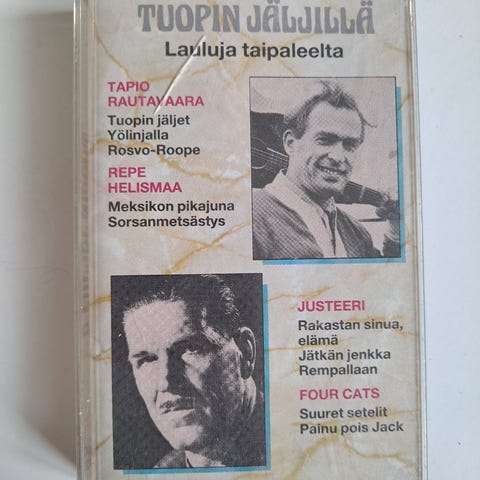 TUOPIN JÄLJILLÄ
Lauluja taipaleelta
TAPIO
RAUTAVAARA
Tuopin jäljet
Yölinjalla
Rosvo-Roope
REPE
HELISMAA
Meksikon pikajuna
Sorsanmetsästys
JUSTEERI
Rakastan sinua,
elämä
Jätkän jenkka
Rempallaan
FOUR CATS
Suuret setelit
Painu pois Jack